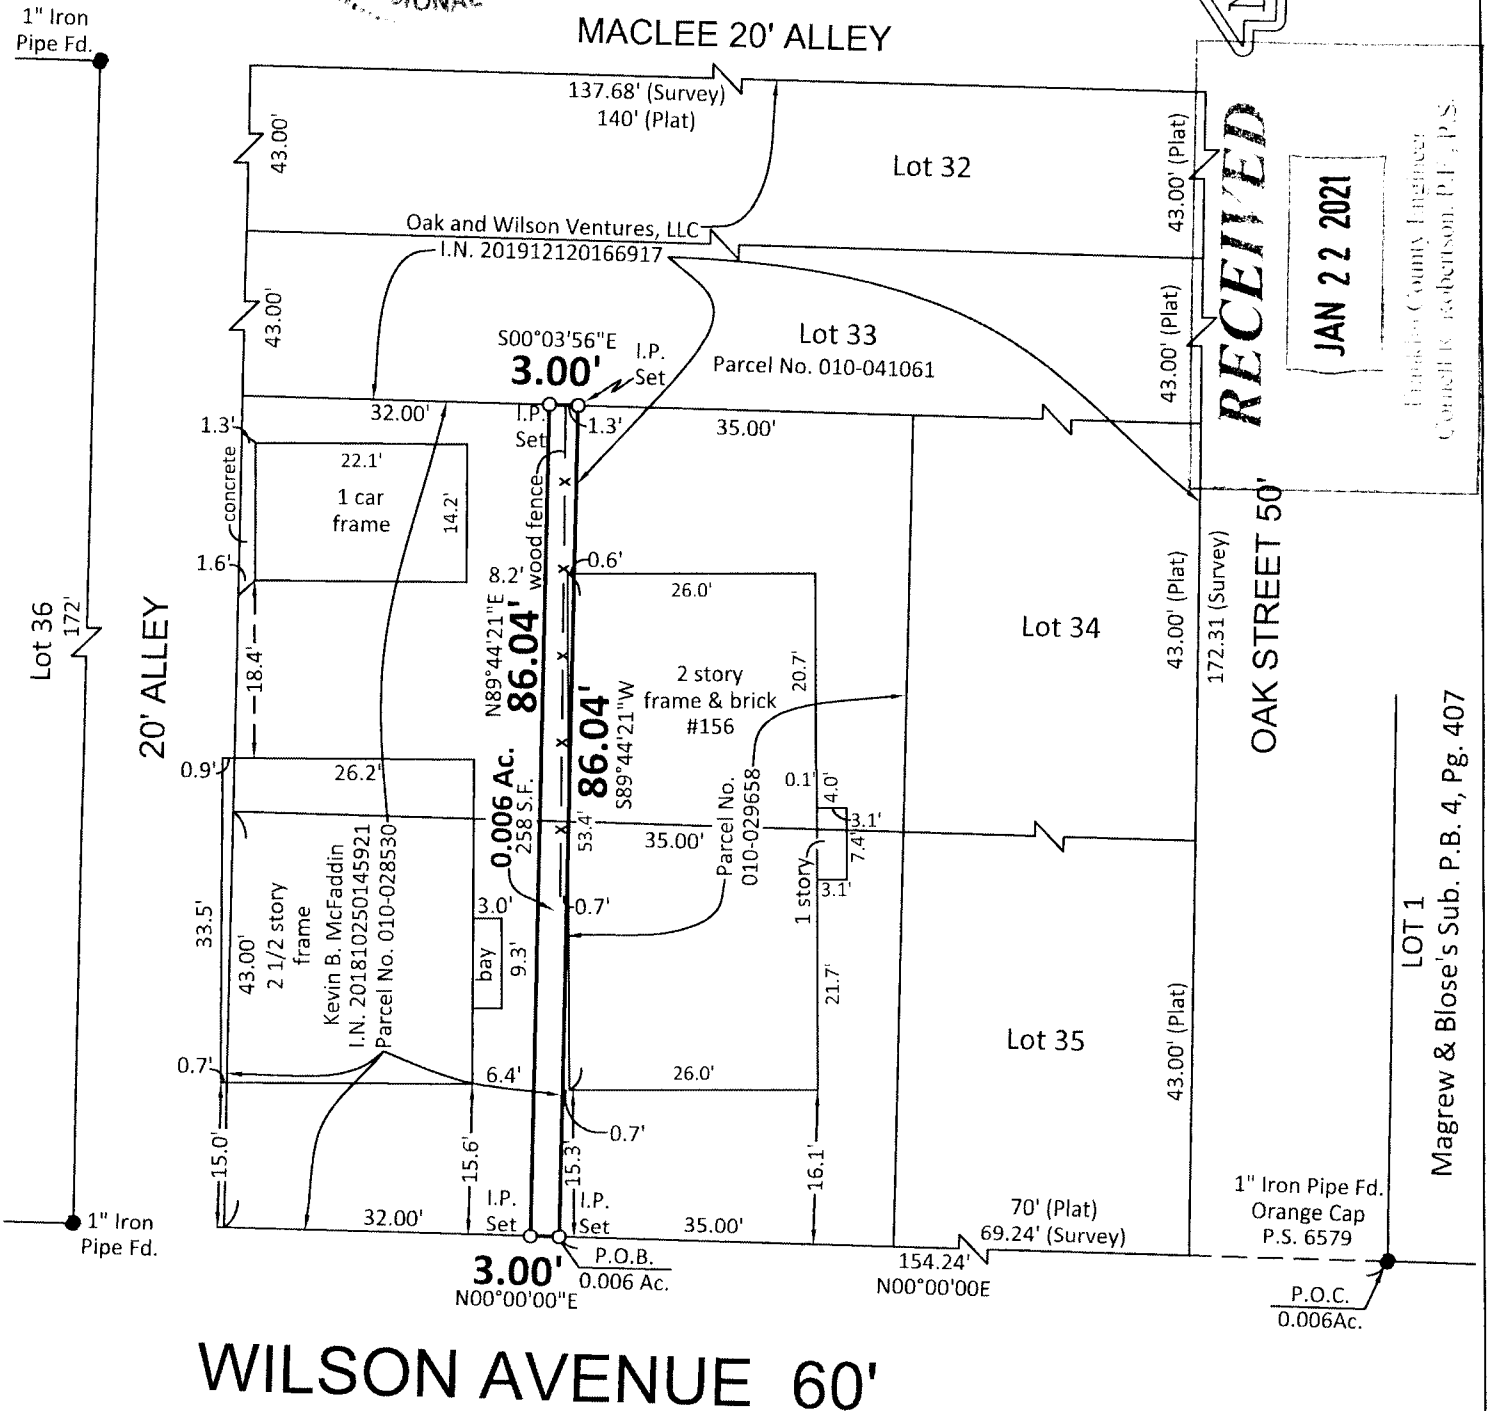 1" Iron
Pipe Fd.
MACLEE 20' ALLEY
137.68' (Survey)
140' (Plat)
43.00'
Lot 32
43.00' (Plat)
RECEIVED
JAN 22 2021
Oak and Wilson Ventures, LLC
I.N. 201912120166917
43.00'
Lot 33
Parcel No. 010-041061
43.00' (Plat)
S00°03'56"E
3.00'
I.P.
Set
32.00'
I.P.
Set
1.3'
35.00'
1.3'
22.1'
1 car
frame
14.2'
concrete
1.6'
wood fence
x
x
x
x
x
8.2'
0.6'
26.0'
N89°44'21"E
86.04'
86.04'
S89°44'21"W
2 story
frame & brick
#156
20.7'
Lot 34
43.00' (Plat)
172.31 (Survey)
OAK STREET 50'
Lot 36
172'
20' ALLEY
18.4'
0.9'
26.2'
0.006 Ac.
258 S.F.
53.4'
35.00'
Parcel No.
010-029658
0.1'
4.0'
3.1'
7.4'
3.1'
1 story
33.5'
43.00'
2 1/2 story
frame
Kevin B. McFaddin
I.N. 201810250145921
Parcel No. 010-028530
3.0'
bay
9.3'
0.7'
21.7'
Lot 35
43.00' (Plat)
LOT 1
Magrew & Blose's Sub. P.B. 4, Pg. 407
0.7'
6.4'
26.0'
0.7'
15.0'
15.6'
15.3'
16.1'
32.00'
I.P.
Set
I.P.
Set
35.00'
70' (Plat)
69.24' (Survey)
1" Iron Pipe Fd.
Orange Cap
P.S. 6579
1" Iron
Pipe Fd.
3.00'
N00°00'00"E
P.O.B.
0.006 Ac.
154.24'
N00°00'00E
P.O.C.
0.006Ac.
WILSON AVENUE 60'